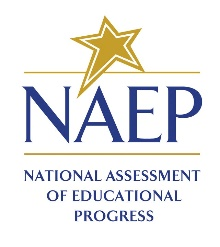 NAEP
NATIONAL ASSESSMENT
OF EDUCATIONAL
PROGRESS